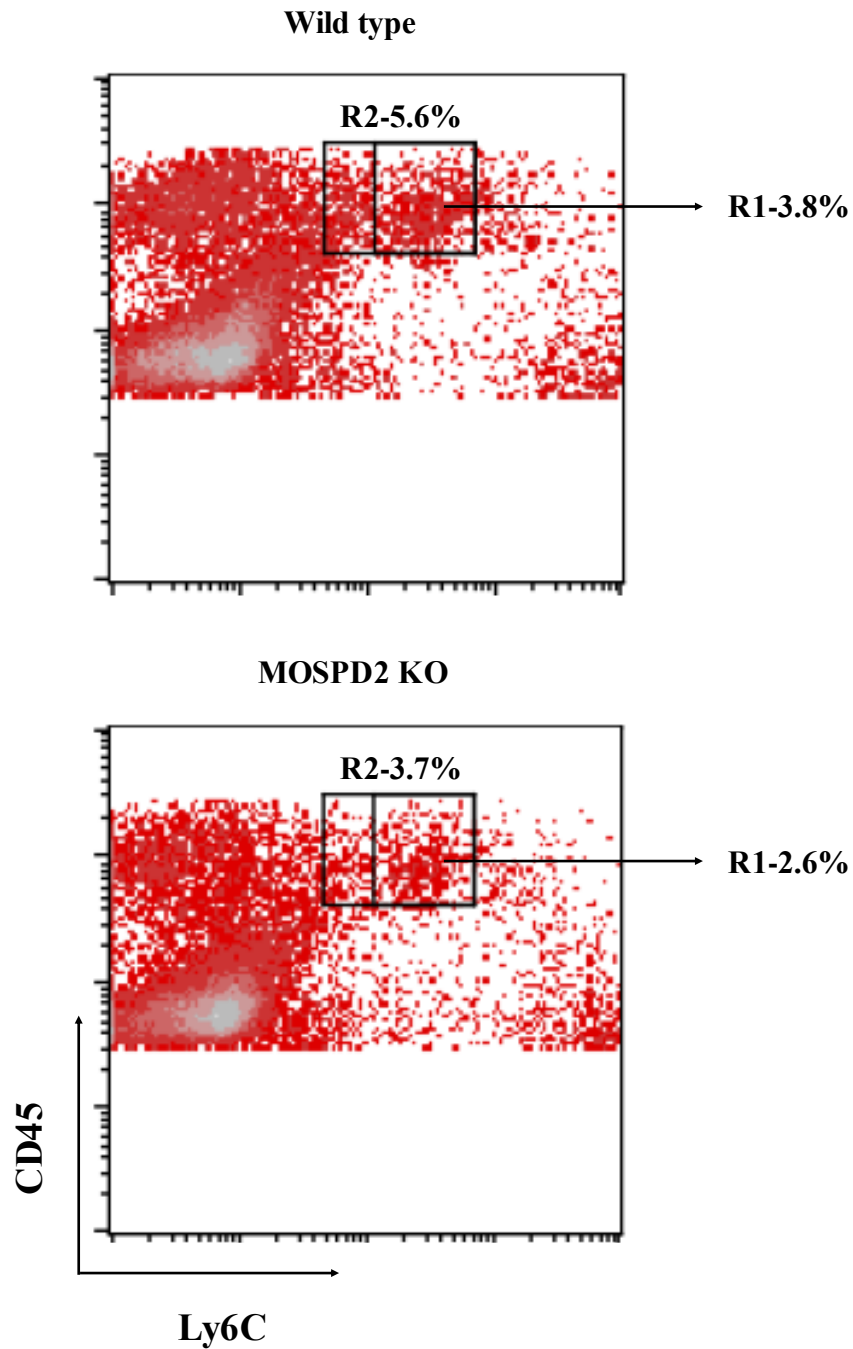 Wild type
R2-5.6%
R1-3.8%
MOSPD2 KO
R2-3.7%
R1-2.6%
CD45
Ly6C